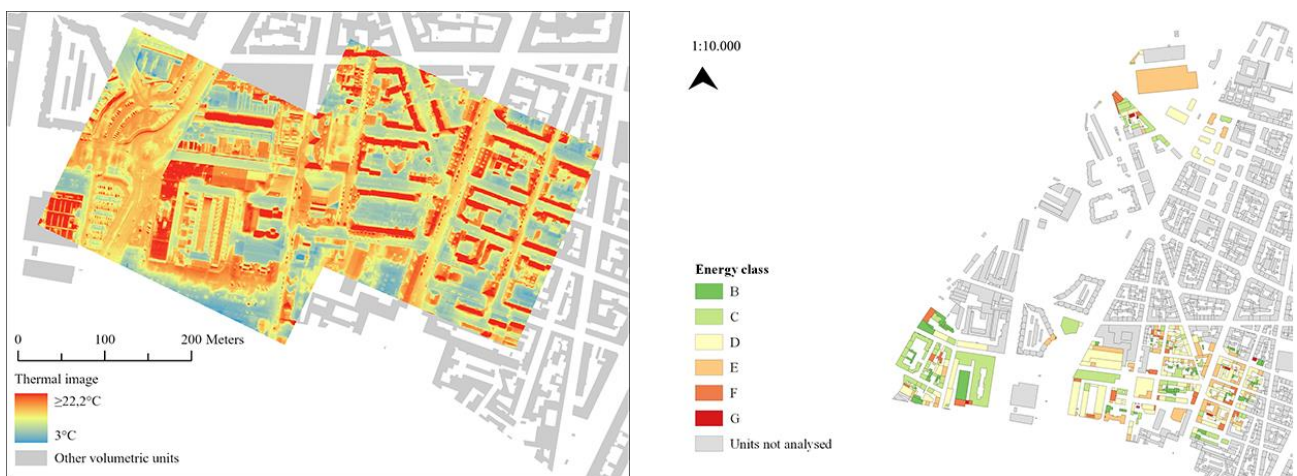 0 100 200 Meters
Thermal image
≥22,2°C
3°C
Other volumetric units
1:10.000
Energy class
B
C
D
E
F
G
Units not analysed